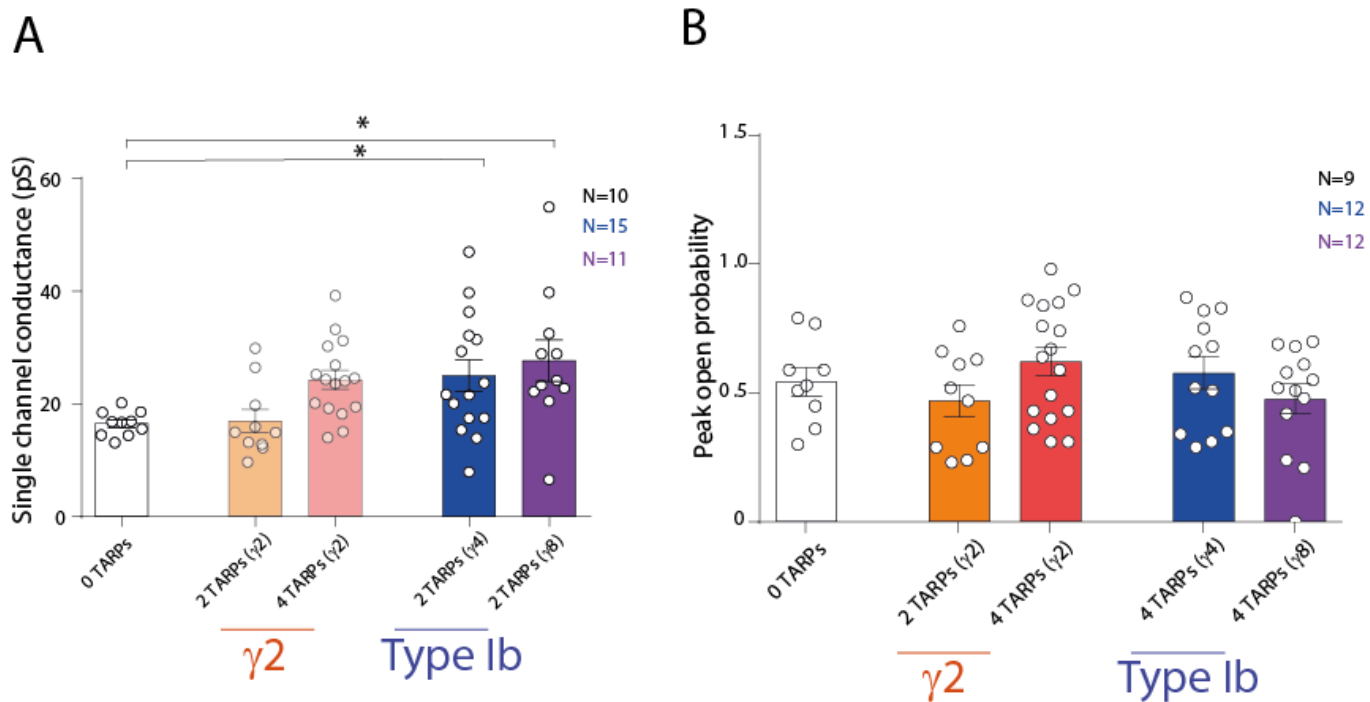 A
*
*
Single channel conductance (pS)
60
40
20
0
N=10
N=15
N=11
0 TARPs
2 TARPs (γ2)
4 TARPs (γ2)
2 TARPs (γ4)
2 TARPs (γ8)
γ2
Type Ib
B
Peak open probability
1.5
1.0
0.5
0
N=9
N=12
N=12
0 TARPs
2 TARPs (γ2)
4 TARPs (γ2)
4 TARPs (γ4)
4 TARPs (γ8)
γ2
Type Ib